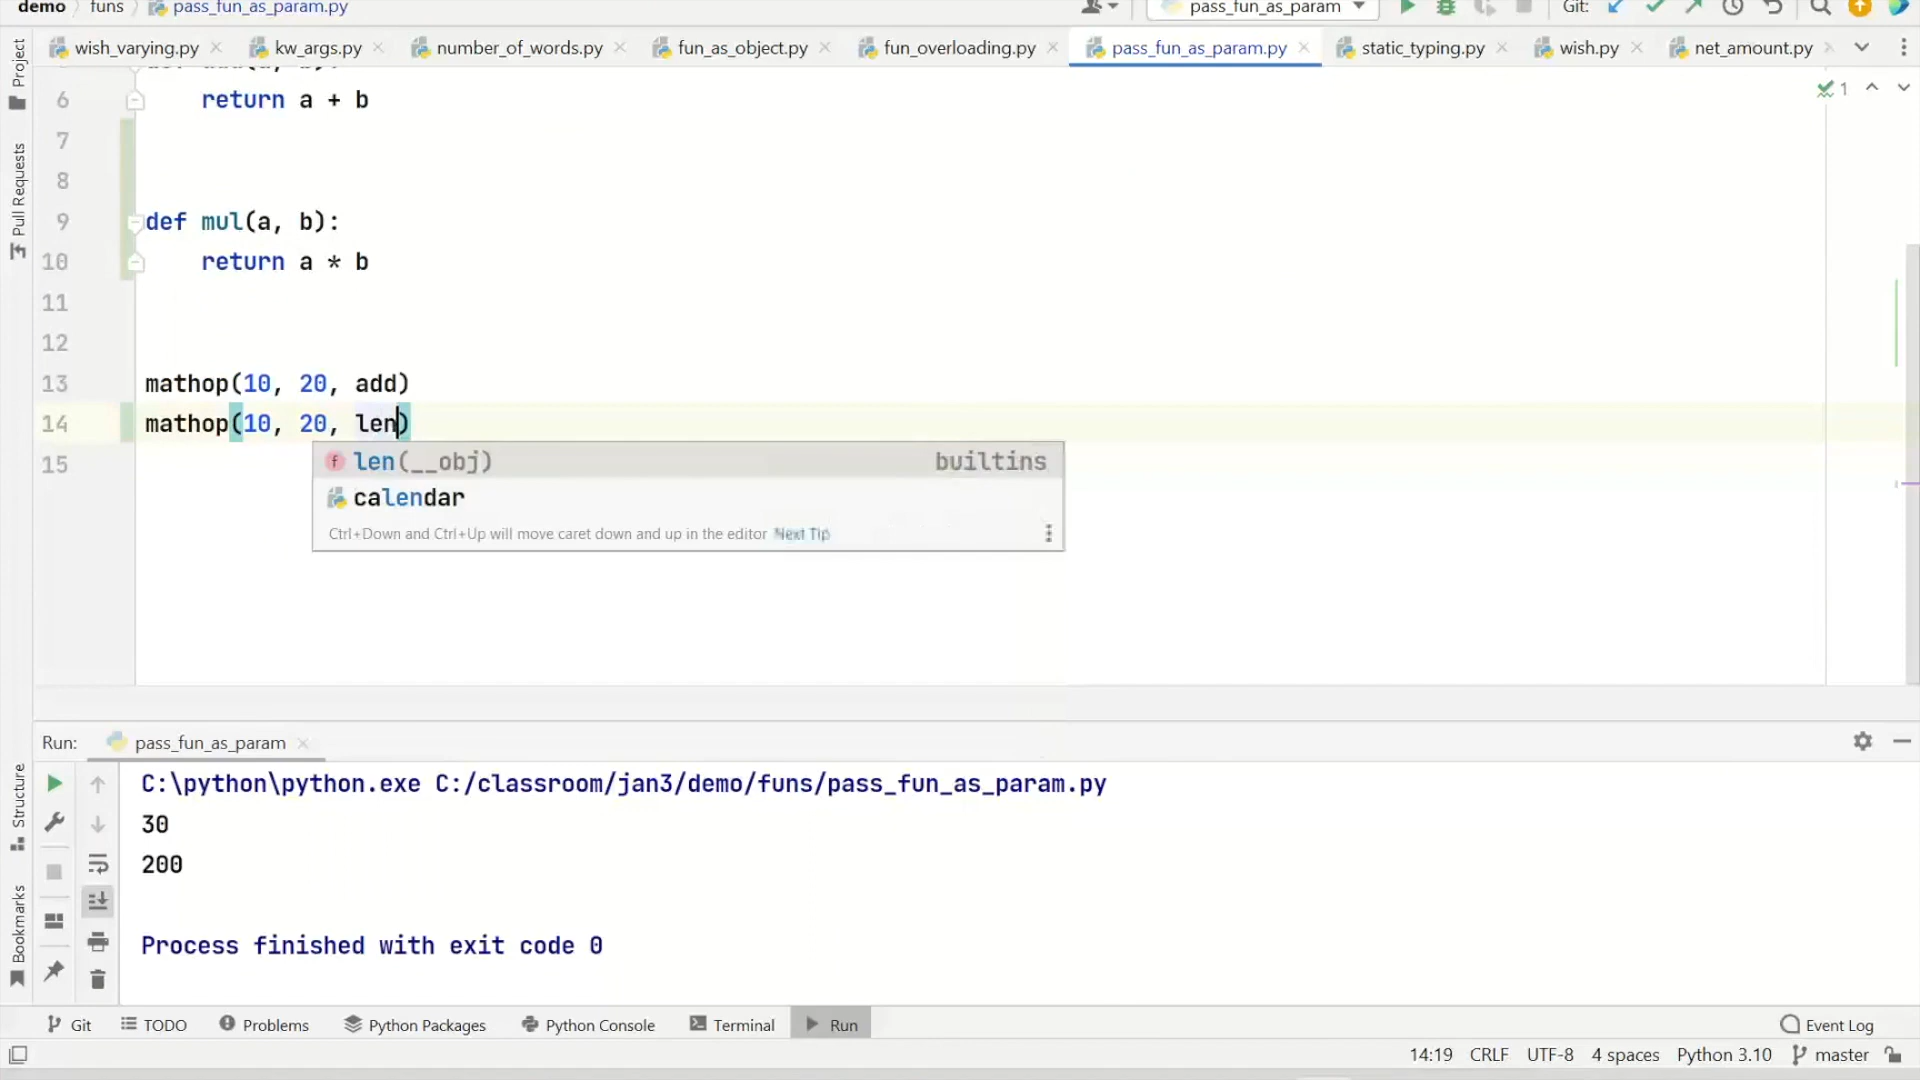 demo funs pass_fun_as_param.py pass_fun_as_param Git:
wish_varying.py kw_args.py number_of_words.py fun_as_object.py fun_overloading.py pass_fun_as_param.py static_typing.py wish.py net_amount.py
Project
Pull Requests
6 return a + b
1
7
8
9 def mul(a, b):
10 return a * b
11
12
13 mathop(10, 20, add)
14 mathop(10, 20, len)
15
len(__obj) builtins
calendar
Ctrl+Down and Ctrl+Up will move caret down and up in the editor Next Tip
Run: pass_fun_as_param
Structure
Bookmarks
C:\python\python.exe C:/classroom/jan3/demo/funs/pass_fun_as_param.py
30
200
Process finished with exit code 0
Git TODO Problems Python Packages Python Console Terminal Run Event Log
14:19 CRLF UTF-8 4 spaces Python 3.10 master